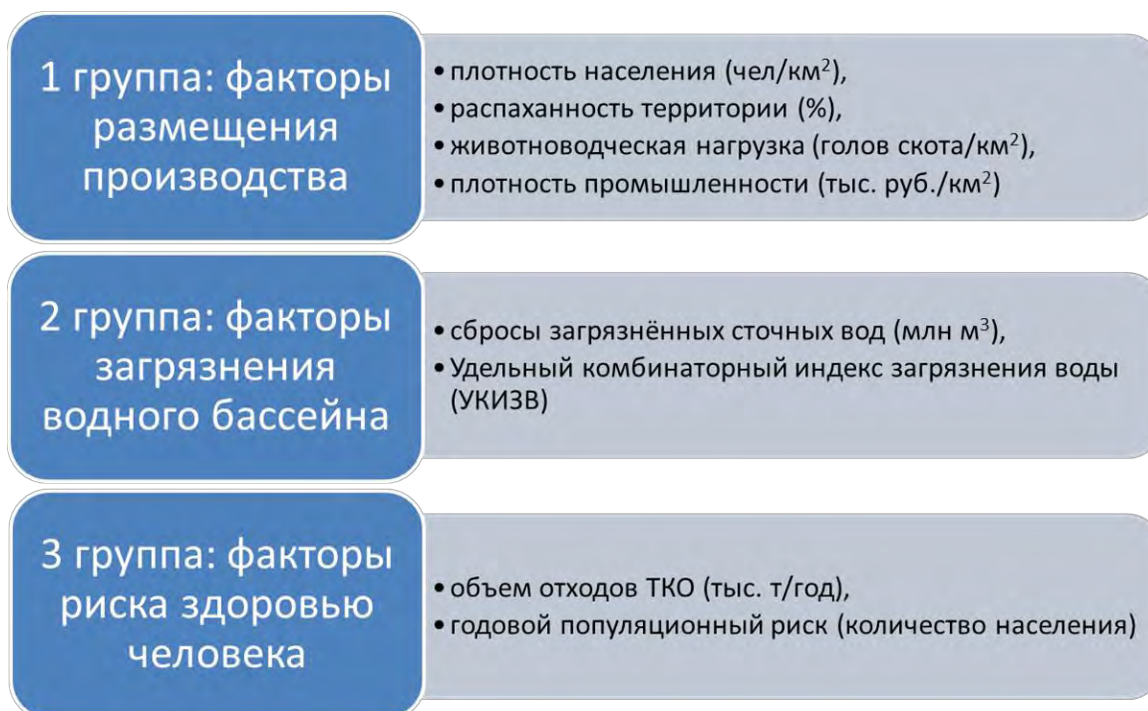 1 группа: факторы
размещения
производства
• плотность населения (чел/км²),
• распаханность территории (%),
• животноводческая нагрузка (голов скота/км²),
• плотность промышленности (тыс. руб./км²)
2 группа: факторы
загрязнения
водного бассейна
• сбросы загрязнённых сточных вод (млн м³),
• Удельный комбинаторный индекс загрязнения воды
(УКИЗВ)
3 группа: факторы
риска здоровью
человека
• объем отходов ТКО (тыс. т/год),
• годовой популяционный риск (количество населения)